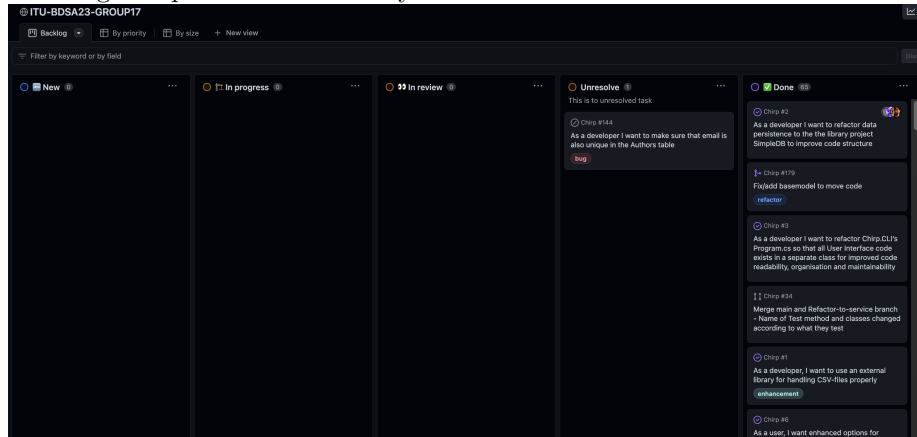 ITU-BDSA23-GROUP17
Backlog
By priority
By size
+ New view
Filter by keyword or by field
New 0
In progress 0
In review 0
Unresolve 1
This is to unresolved task
Chirp #144
As a developer I want to make sure that email is
also unique in the Authors table
bug
Done 65
Chirp #2
As a developer I want to refactor data
persistence to the the library project
SimpleDB to improve code structure
Chirp #179
Fix/add basemodel to move code
refactor
Chirp #3
As a developer I want to refactor Chirp.CLI's
Program.cs so that all User Interface code
exists in a separate class for improved code
readability, organisation and maintainability
Chirp #34
Merge main and Refactor-to-service branch
- Name of Test method and classes changed
according to what they test
Chirp #1
As a developer, I want to use an external
library for handling CSV-files properly
enhancement
Chirp #6
As a user, I want enhanced options for